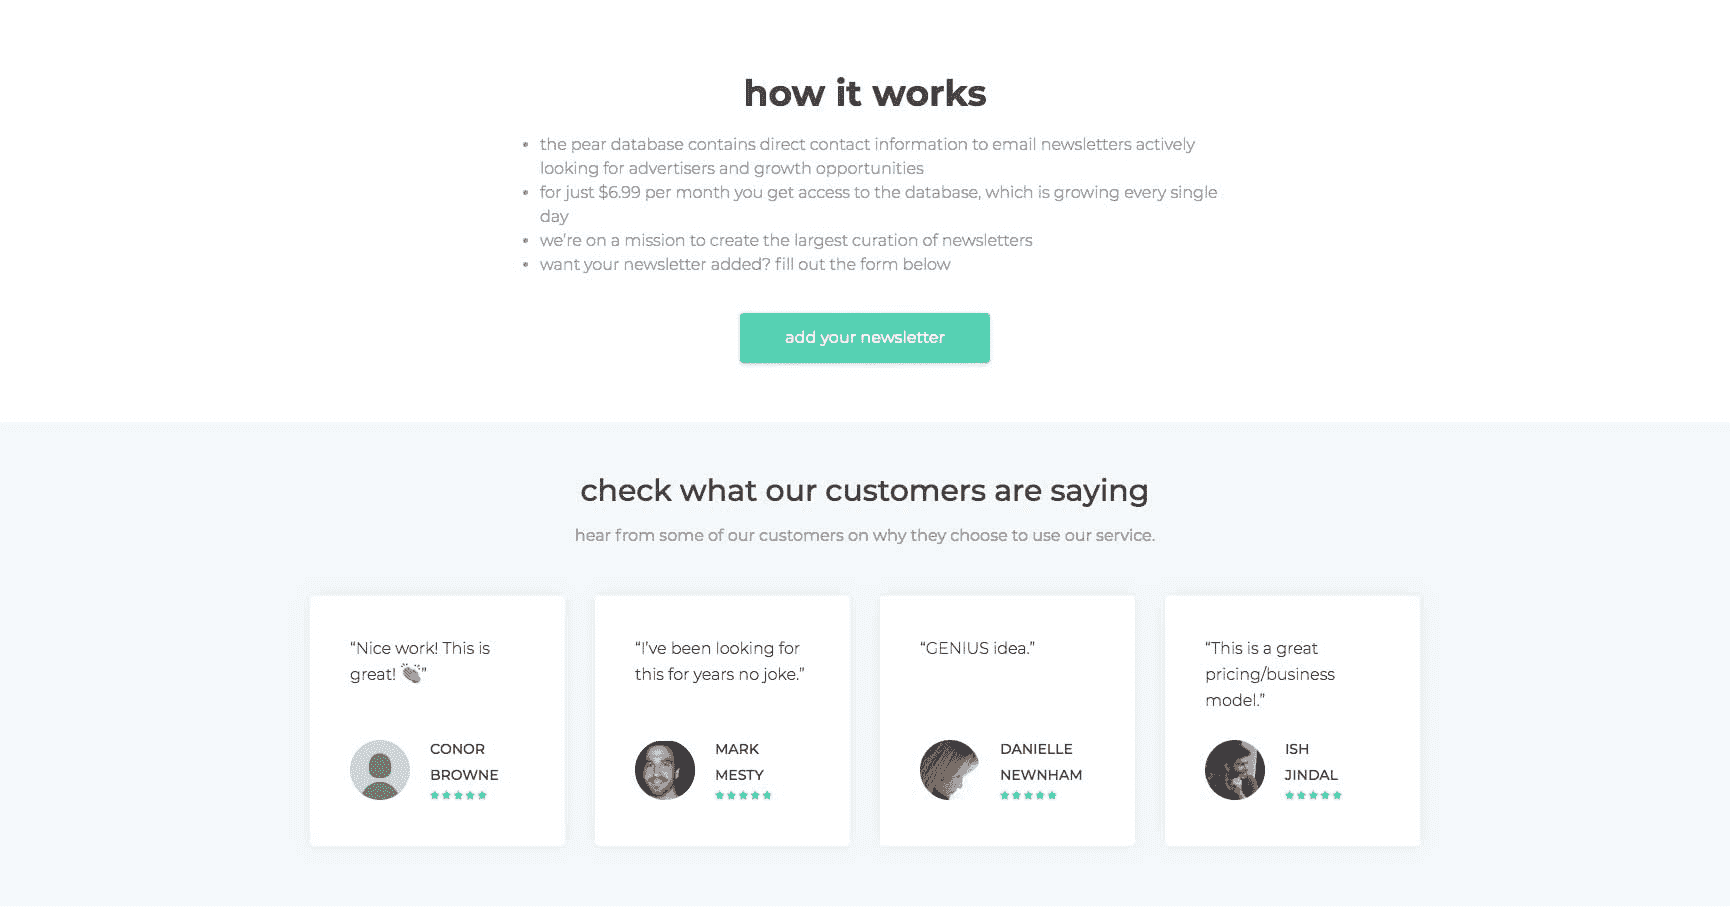 how it works
• the pear database contains direct contact information to email newsletters actively
looking for advertisers and growth opportunities
• for just $6.99 per month you get access to the database, which is growing every single
day
• we're on a mission to create the largest curation of newsletters
• want your newsletter added? fill out the form below
add your newsletter
check what our customers are saying
hear from some of our customers on why they choose to use our service.
“Nice work! This is
great! 👏”
CONOR
BROWNE
“I've been looking for
this for years no joke.”
MARK
MESTY
“GENIUS idea.”
DANIELLE
NEWNHAM
“This is a great
pricing/business
model.”
ISH
JINDAL